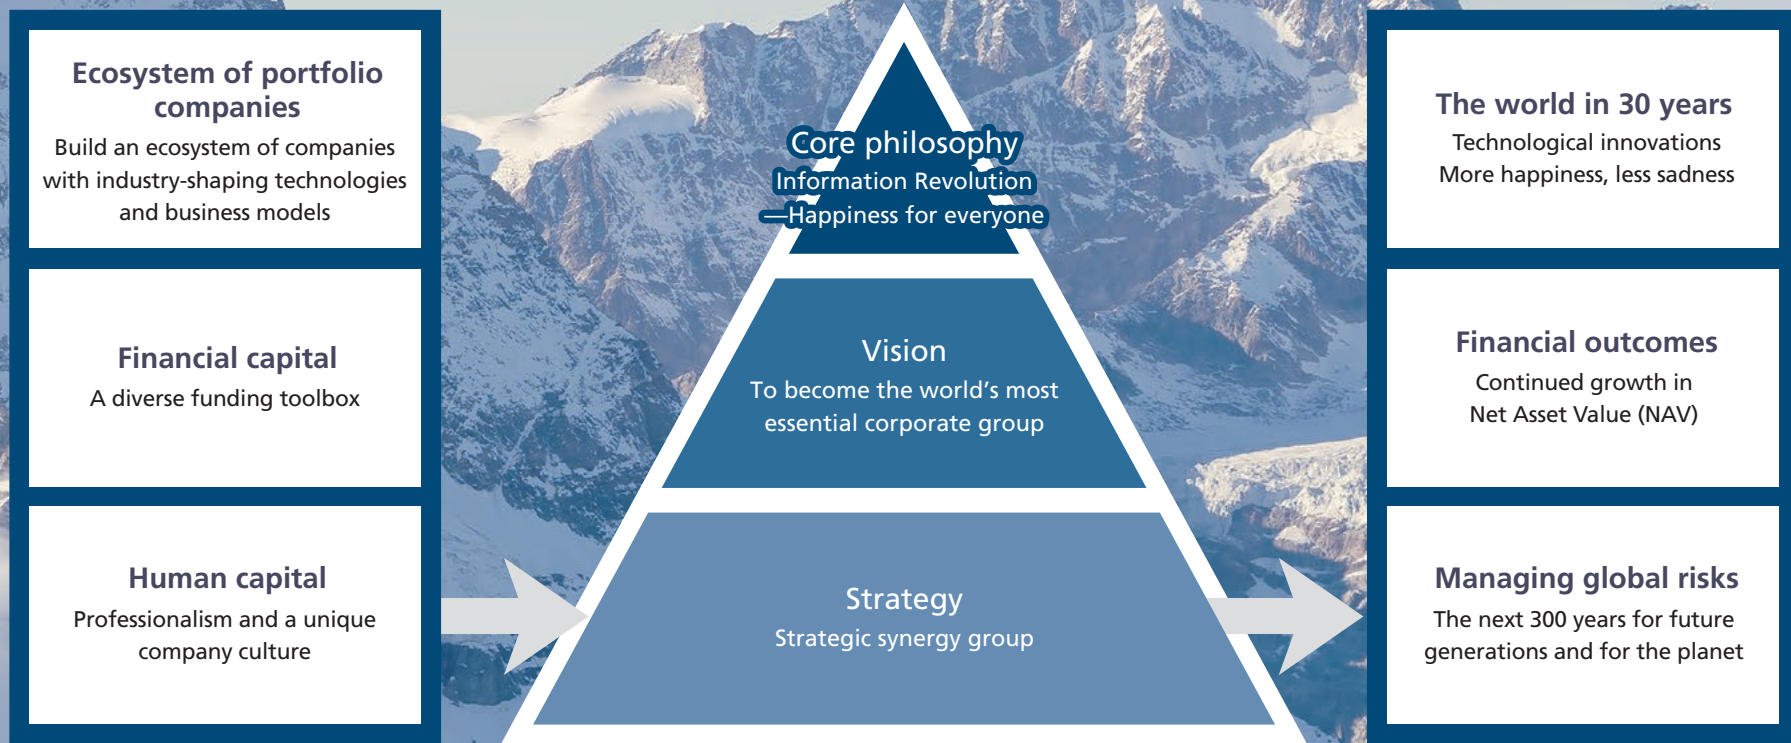 Ecosystem of portfolio
companies
Build an ecosystem of companies
with industry-shaping technologies
and business models
Financial capital
A diverse funding toolbox
Human capital
Professionalism and a unique
company culture
Core philosophy
Information Revolution
—Happiness for everyone
Vision
To become the world’s most
essential corporate group
Strategy
Strategic synergy group
The world in 30 years
Technological innovations
More happiness, less sadness
Financial outcomes
Continued growth in
Net Asset Value (NAV)
Managing global risks
The next 300 years for future
generations and for the planet